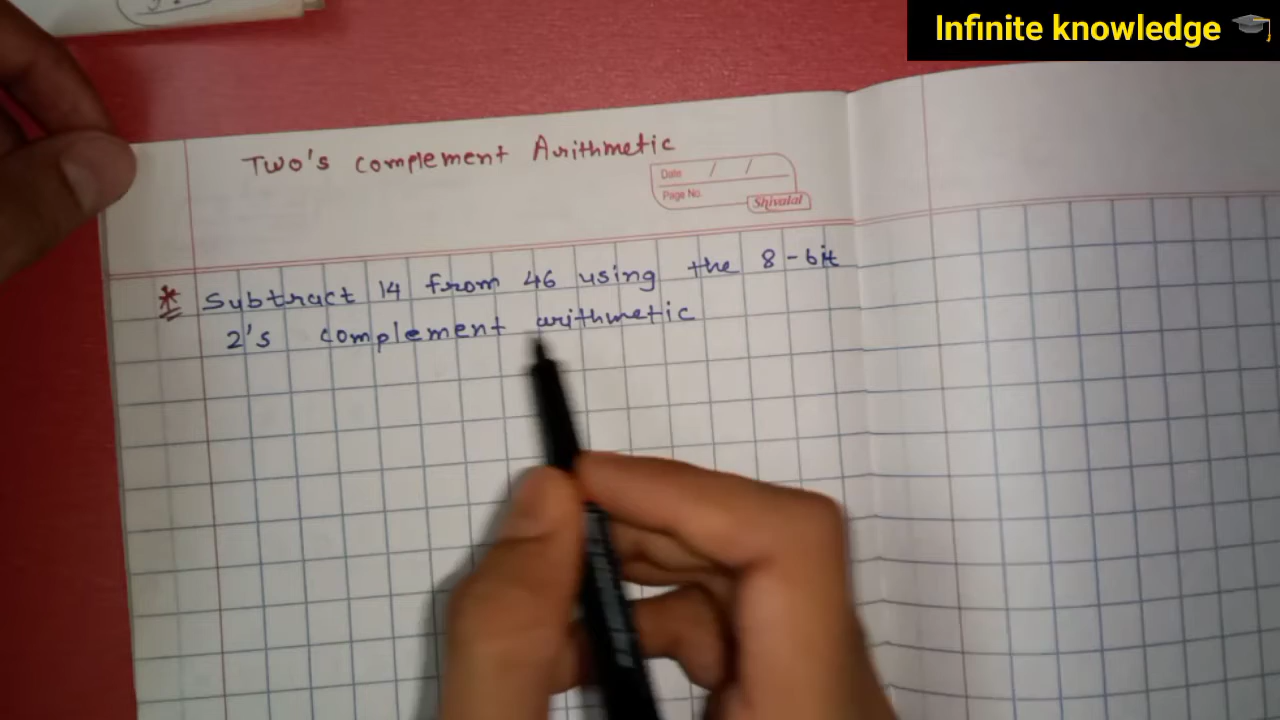 Infinite knowledge
Two's complement Arithmetic
Date / /
Page No.
Shivalal
* Subtract 14 from 46 using the 8-bit
2's complement arithmetic